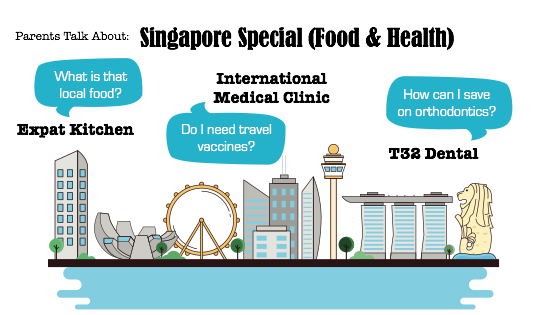 Parents Talk About: Singapore Special (Food & Health)
What is that
local food?
Expat Kitchen
International
Medical Clinic
Do I need travel
vaccines?
How can I save
on orthodontics?
T32 Dental